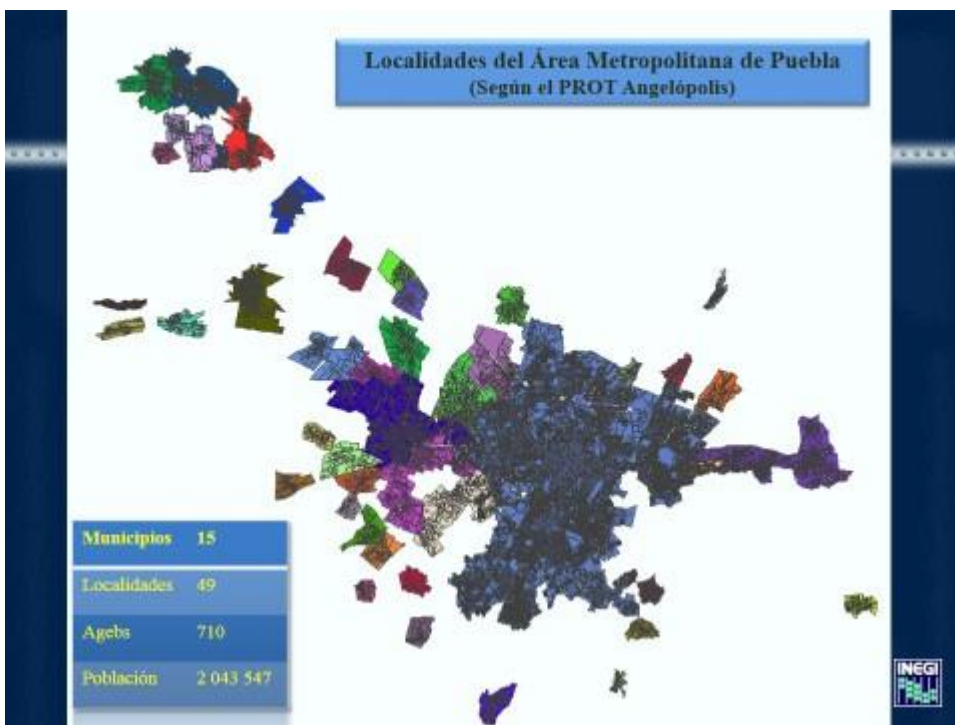 Localidades del Área Metropolitana de Puebla
(Según el PROT Angelópolis)
Municipios 15
Localidades 49
Agebs 710
Población 2 043 547
INEGI